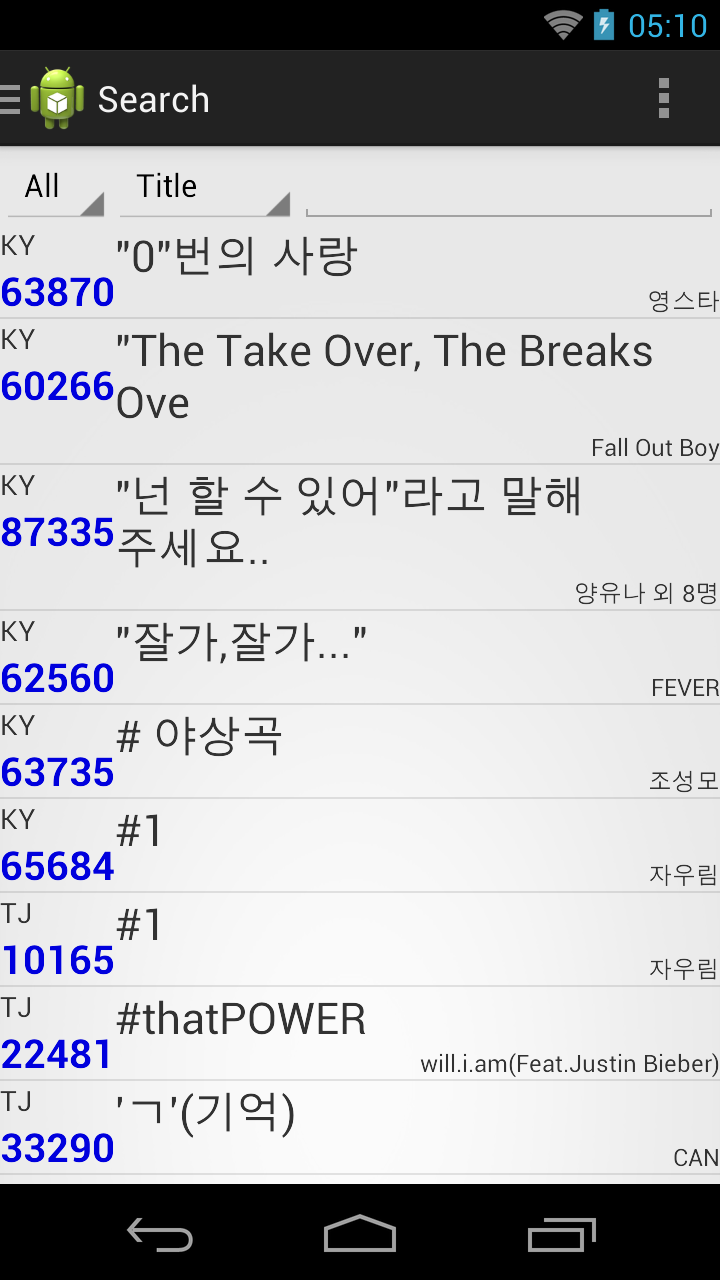 05:10
Search
All Title
KY
"0"번의 사랑
63870
영스타
KY
"The Take Over, The Breaks
60266
Ove
Fall Out Boy
KY
"넌 할 수 있어"라고 말해
87335
주세요..
양유나 외 8명
KY
"잘가,잘가..."
62560
FEVER
KY
# 야상곡
63735
조성모
KY
#1
65684
자우림
TJ
#1
10165
자우림
TJ
#thatPOWER
22481
will.i.am(Feat.Justin Bieber)
TJ
'ㄱ'(기억)
33290
CAN